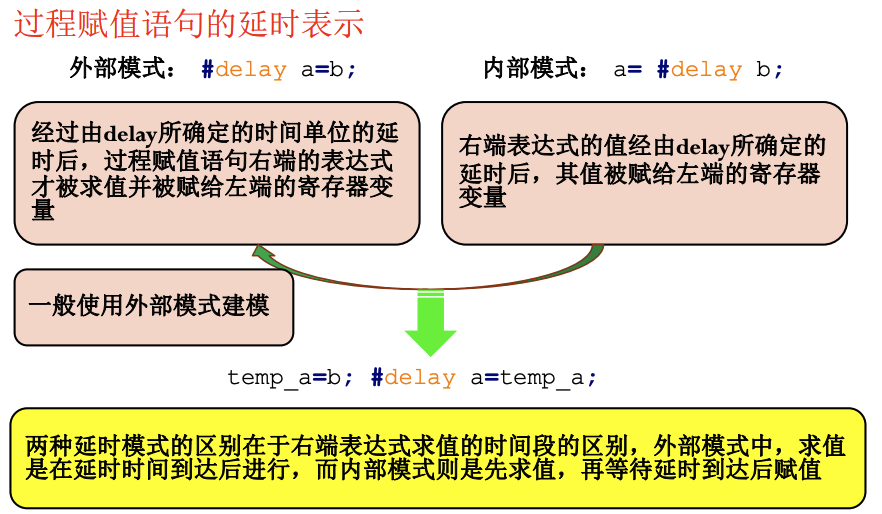 过程赋值语句的延时表示
外部模式： #delay a=b;
内部模式： a= #delay b;
经过由delay所确定的时间单位的延
时后，过程赋值语句右端的表达式
才被求值并被赋给左端的寄存器变
量
右端表达式的值经由delay所确定的
延时后，其值被赋给左端的寄存器
变量
一般使用外部模式建模
temp_a=b; #delay a=temp_a;
两种延时模式的区别在于右端表达式求值的时间段的区别，外部模式中，求值
是在延时时间到达后进行，而内部模式则是先求值，再等待延时到达后赋值